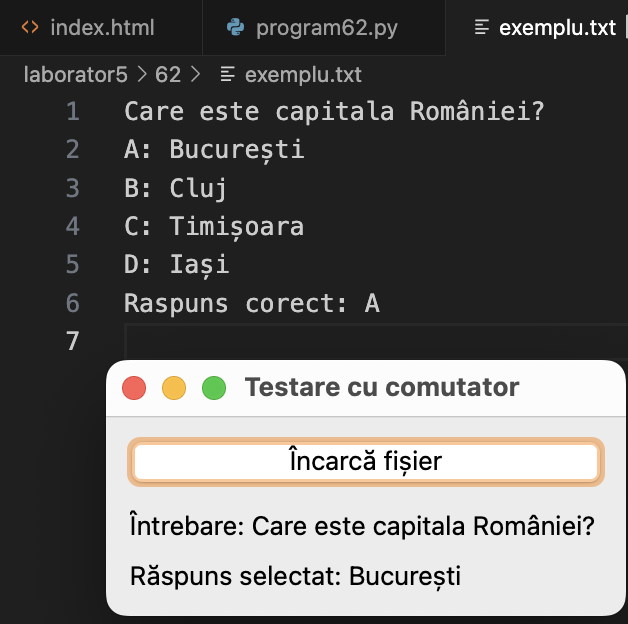 index.html program62.py exemplu.txt
laborator5 > 62 > exemplu.txt
1 Care este capitala României?
2 A: București
3 B: Cluj
4 C: Timișoara
5 D: Iași
6 Raspuns corect: A
7
Testare cu comutator
Încarcă fișier
Întrebare: Care este capitala României?
Răspuns selectat: București